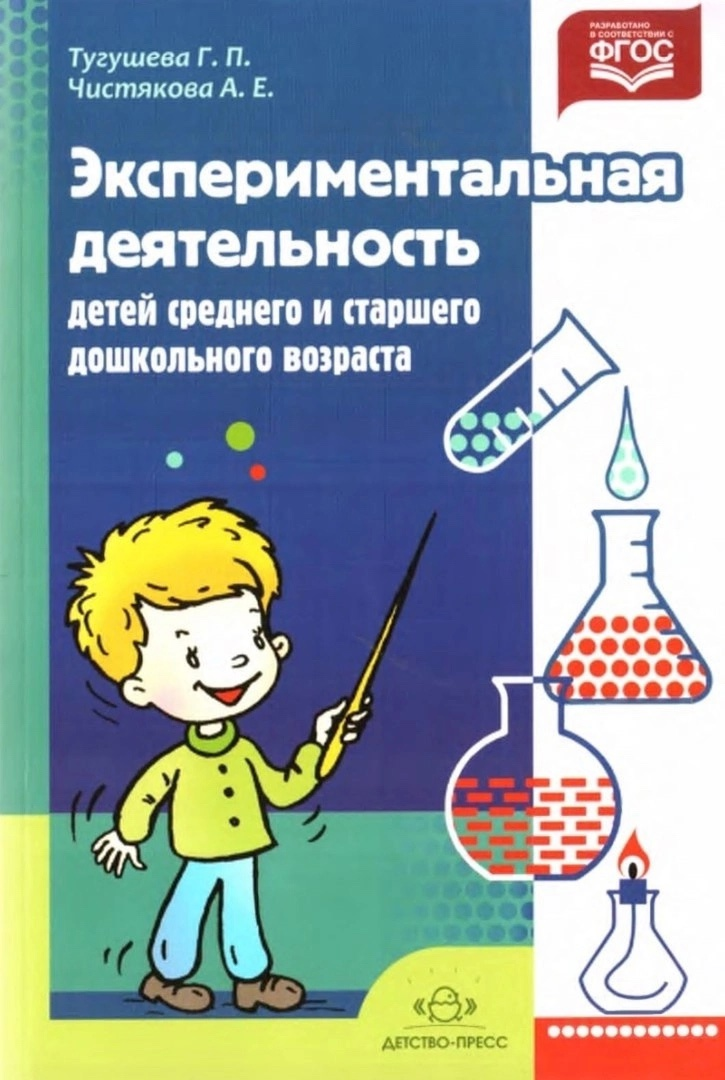 Тугушева Г. П.
Чистякова А. Е.
РАЗРАБОТАНО
В СООТВЕТСТВИИ С
ФГОС
Экспериментальная
деятельность
детей среднего и старшего
дошкольного возраста
« »
ДЕТСТВО-ПРЕСС